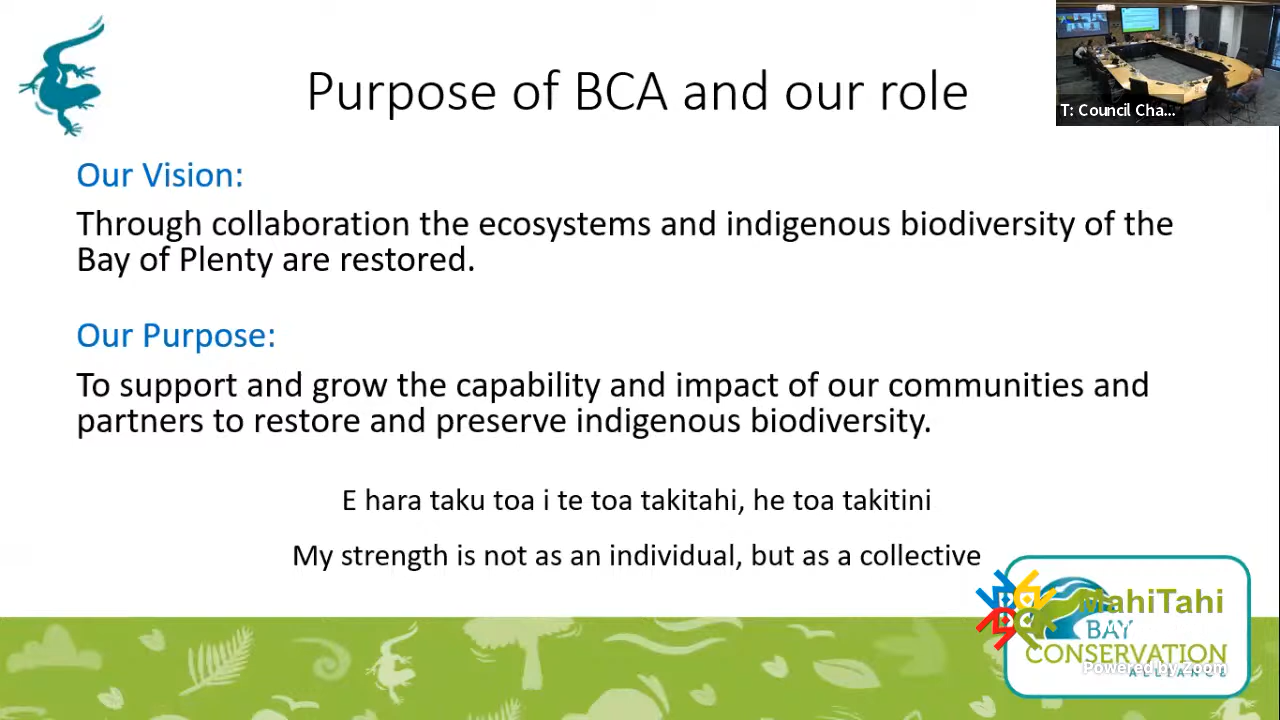 Purpose of BCA and our role
T: Council Cha...
Our Vision:
Through collaboration the ecosystems and indigenous biodiversity of the
Bay of Plenty are restored.
Our Purpose:
To support and grow the capability and impact of our communities and
partners to restore and preserve indigenous biodiversity.
E hara taku toa i te toa takitahi, he toa takitini
My strength is not as an individual, but as a collective
MahiTahi
BAY
CONSERVATION
Powered by Zoom
ALLIANCE